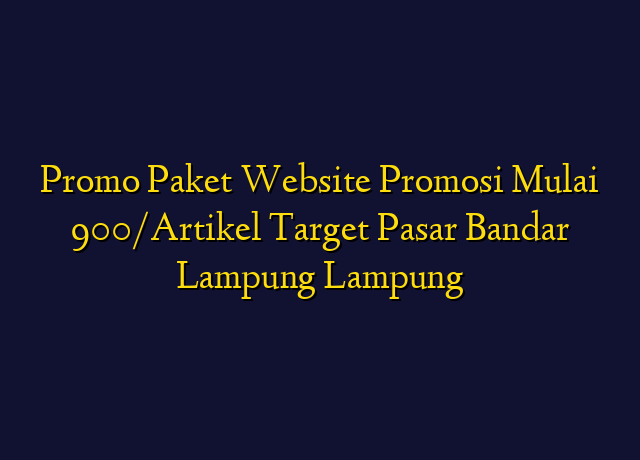 Promo Paket Website Promosi Mulai
900/Artikel Target Pasar Bandar
Lampung Lampung